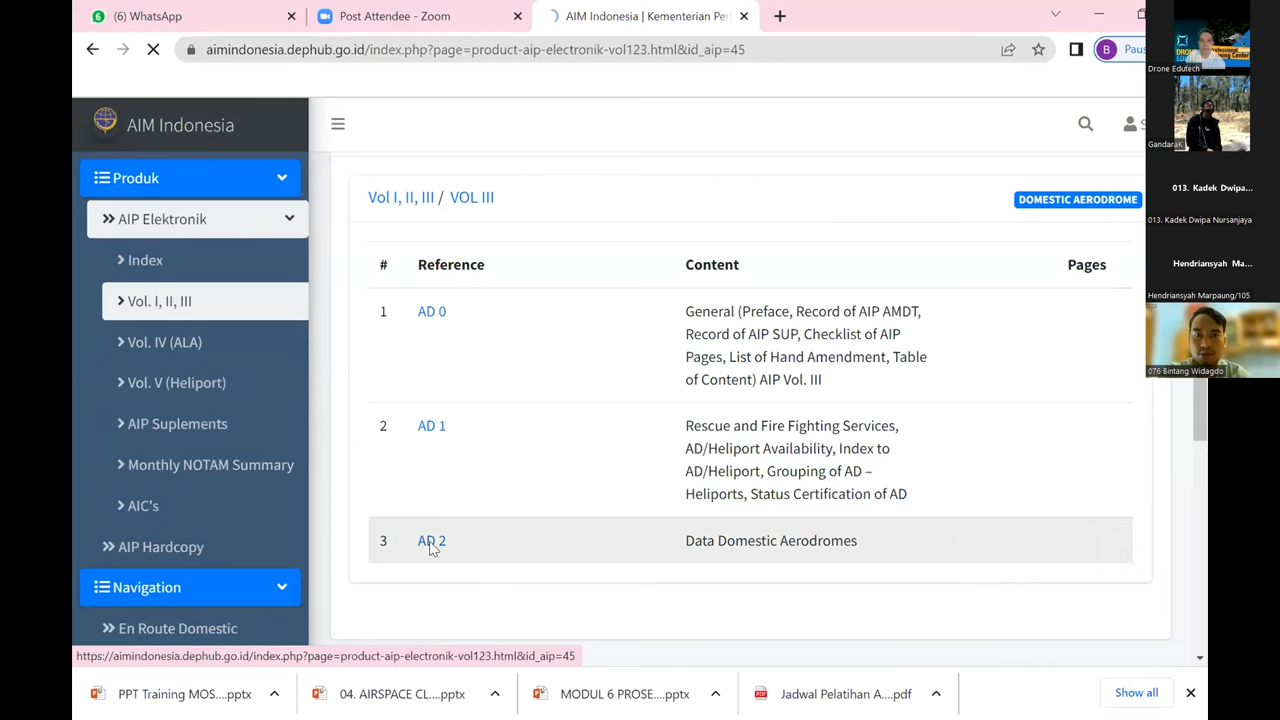 6
(6) WhatsApp
Post Attendee - Zoom
AIM Indonesia | Kementerian Per
aimindonesia.dephub.go.id/index.php?page=product-aip-electronik-vol123.html&id_aip=45
B
Paus
Drone Edutech
GandaraK
013. Kadek Dwipa...
013. Kadek Dwipa Nursanjaya
Hendriansyah Ma...
Hendriansyah Marpaung/105
076 Bintang Widagdo
AIM Indonesia
S
Produk
AIP Elektronik
Index
Vol. I, II, III
Vol. IV (ALA)
Vol. V (Heliport)
AIP Suplements
Monthly NOTAM Summary
AIC's
AIP Hardcopy
Navigation
En Route Domestic
Vol I, II, III / VOL III
DOMESTIC AERODROME
# Reference Content Pages
1 AD 0 General (Preface, Record of AIP AMDT,
Record of AIP SUP, Checklist of AIP
Pages, List of Hand Amendment, Table
of Content) AIP Vol. III
2 AD 1 Rescue and Fire Fighting Services,
AD/Heliport Availability, Index to
AD/Heliport, Grouping of AD –
Heliports, Status Certification of AD
3 AD 2 Data Domestic Aerodromes
https://aimindonesia.dephub.go.id/index.php?page=product-aip-electronik-vol123.html&id_aip=45
PPT Training MOS....pptx
04. AIRSPACE CL....pptx
MODUL 6 PROSE....pptx
Jadwal Pelatihan A....pdf
Show all